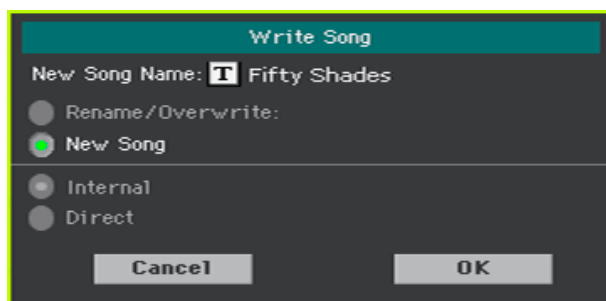 Write Song
New Song Name: T Fifty Shades
Rename/Overwrite:
New Song
Internal
Direct
Cancel OK